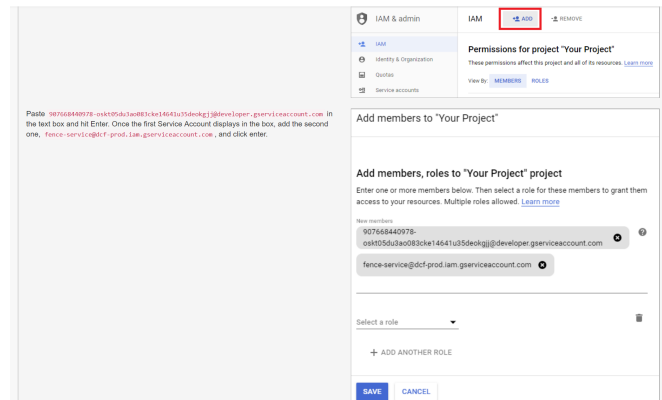 IAM & admin
IAM
ADD
REMOVE
IAM
Identity & Organization
Quotas
Service accounts
Permissions for project "Your Project"
These permissions affect this project and all of its resources. Learn more
View By: MEMBERS ROLES
Paste 907668440978-oskt05du3ao083cke14641u35deokgjj@developer.gserviceaccount.com in
the text box and hit Enter. Once the first Service Account displays in the box, add the second
one, fence-service@dcf-prod.iam.gserviceaccount.com, and click enter.
Add members to "Your Project"
Add members, roles to "Your Project" project
Enter one or more members below. Then select a role for these members to grant them
access to your resources. Multiple roles allowed. Learn more
New members
907668440978-
oskt05du3ao083cke14641u35deokgjj@developer.gserviceaccount.com
fence-service@dcf-prod.iam.gserviceaccount.com
Select a role
+ ADD ANOTHER ROLE
SAVE CANCEL